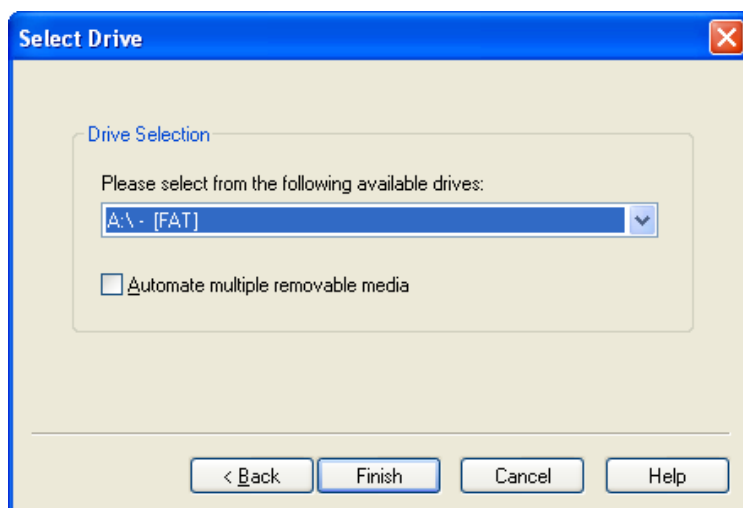 Select Drive
Drive Selection
Please select from the following available drives:
A:\ - [FAT]
Automate multiple removable media
< Back Finish Cancel Help